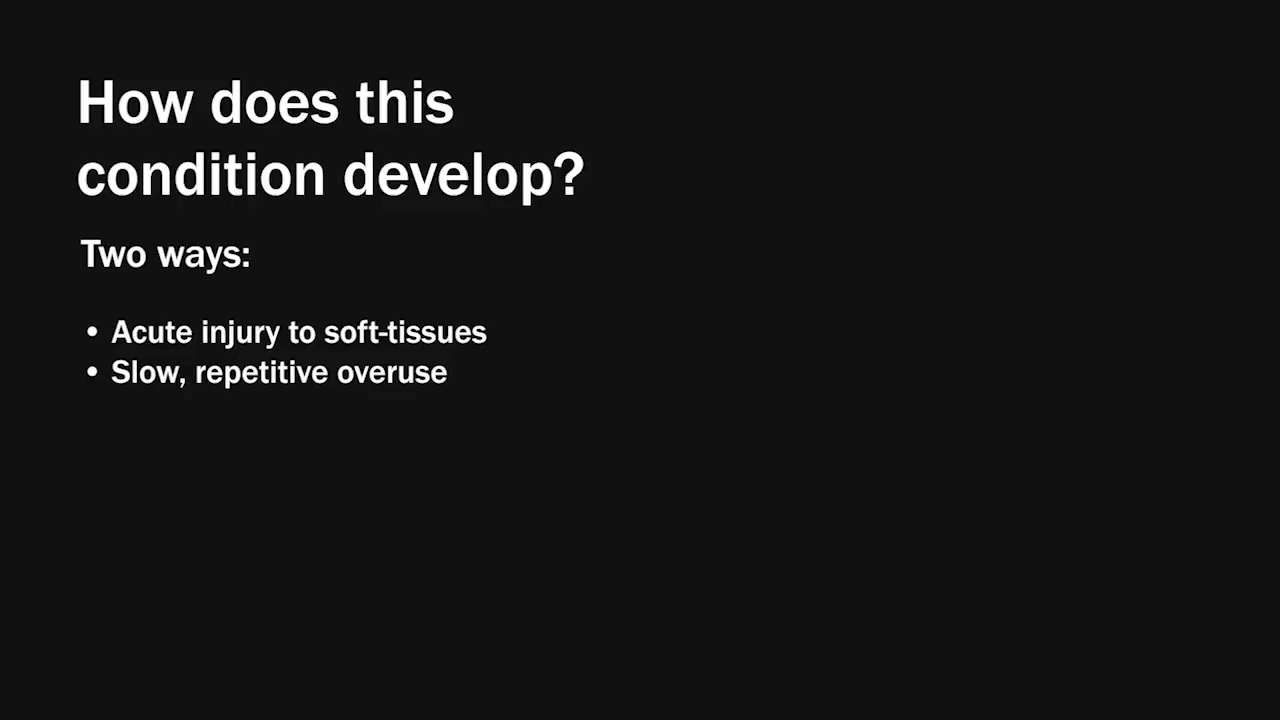 How does this
condition develop?
Two ways:
• Acute injury to soft-tissues
• Slow, repetitive overuse